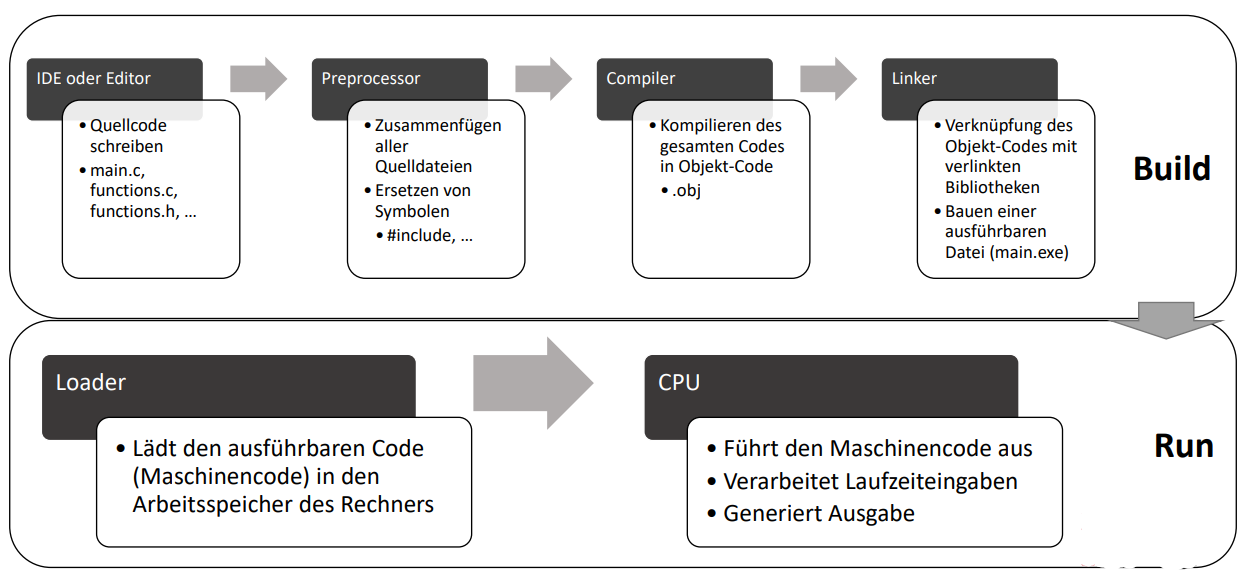 IDE oder Editor
• Quellcode
schreiben
• main.c,
functions.c,
functions.h, …
Preprocessor
• Zusammenfügen
aller
Quelldateien
• Ersetzen von
Symbolen
• #include, …
Compiler
• Kompilieren des
gesamten Codes
in Objekt-Code
• .obj
Linker
• Verknüpfung des
Objekt-Codes mit
verlinkten
Bibliotheken
• Bauen einer
ausführbaren
Datei (main.exe)
Build
Loader
• Lädt den ausführbaren Code
(Maschinencode) in den
Arbeitsspeicher des Rechners
CPU
• Führt den Maschinencode aus
• Verarbeitet Laufzeiteingaben
• Generiert Ausgabe
Run